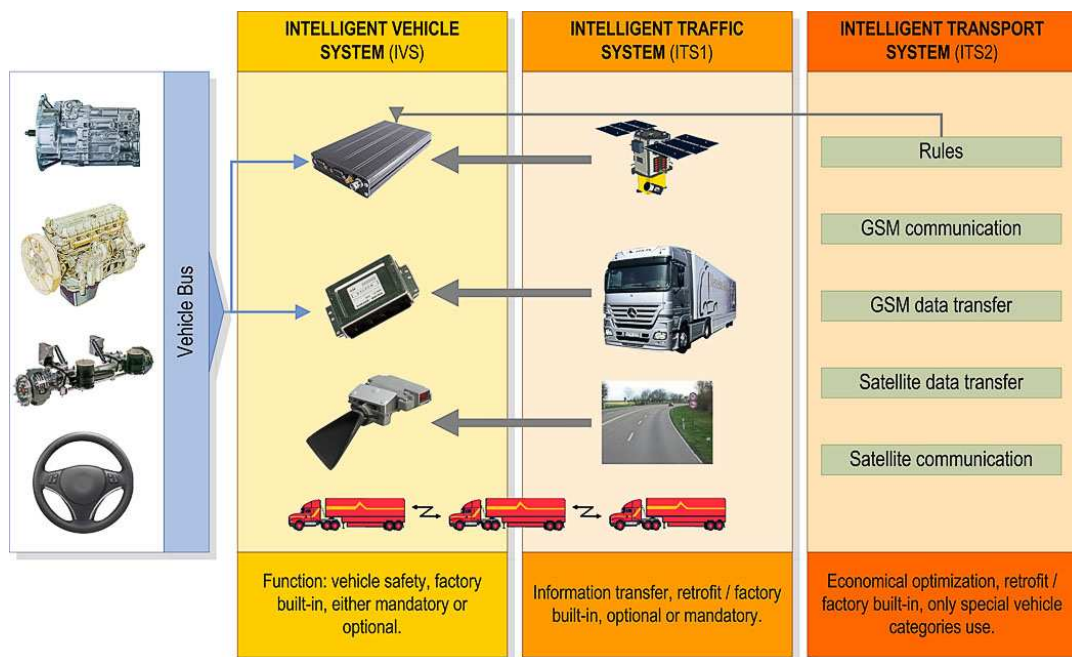 INTELLIGENT VEHICLE
SYSTEM (IVS)
INTELLIGENT TRAFFIC
SYSTEM (ITS1)
INTELLIGENT TRANSPORT
SYSTEM (ITS2)
Vehicle Bus
Rules
GSM communication
GSM data transfer
Satellite data transfer
Satellite communication
Function: vehicle safety, factory
built-in, either mandatory or
optional.
Information transfer, retrofit / factory
built-in, optional or mandatory.
Economical optimization, retrofit /
factory built-in, only special vehicle
categories use.